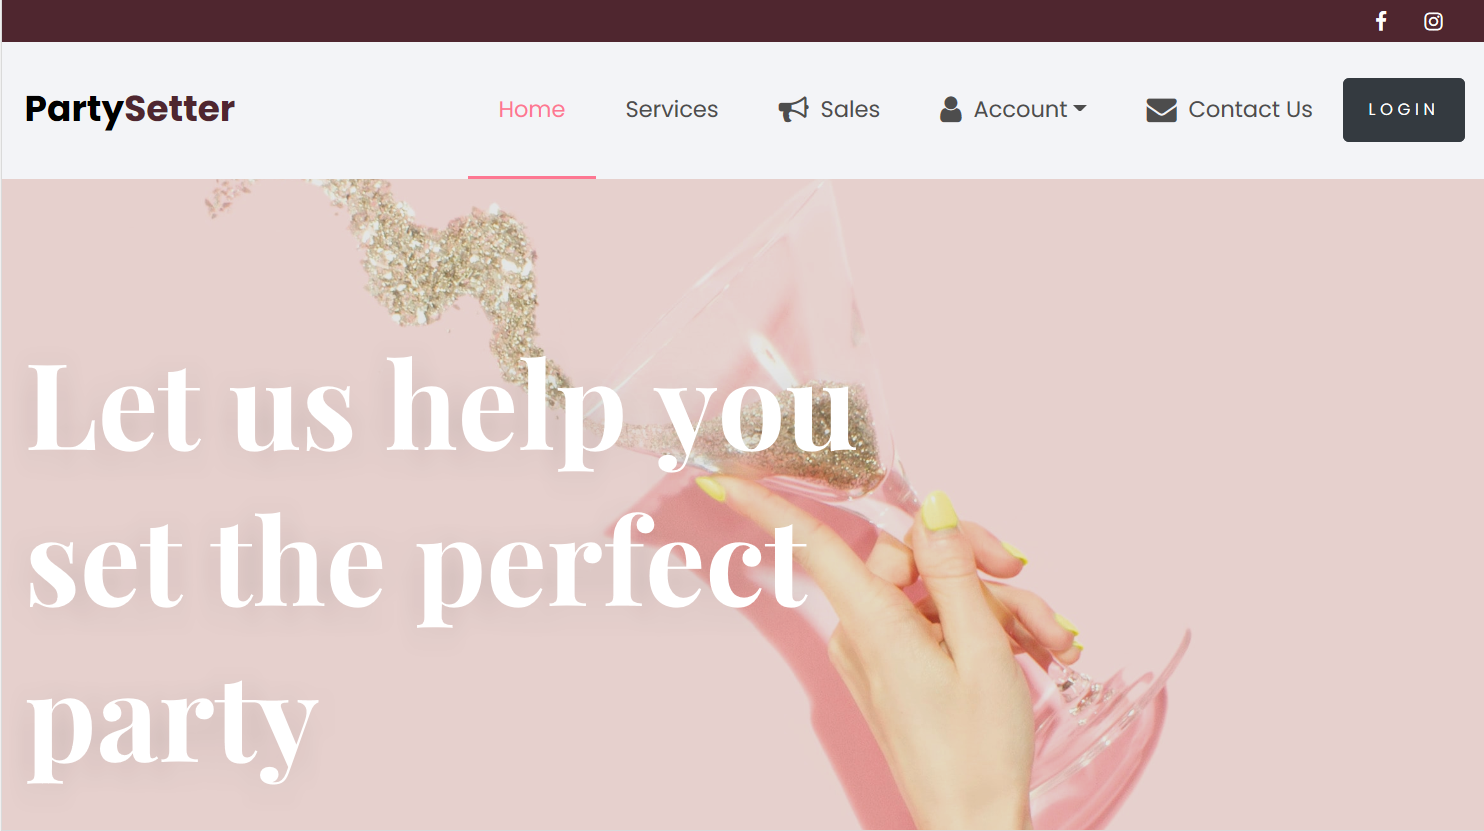 PartySetter
Home Services Sales Account Contact Us LOGIN
Let us help you
set the perfect
party